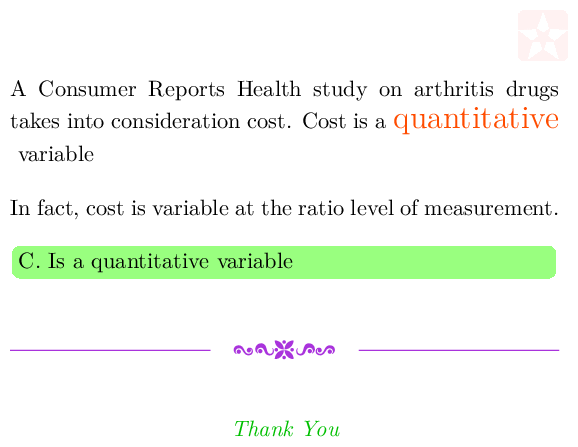 A Consumer Reports Health study on arthritis drugs
takes into consideration cost. Cost is a quantitative
variable
In fact, cost is variable at the ratio level of measurement.
C. Is a quantitative variable
Thank You